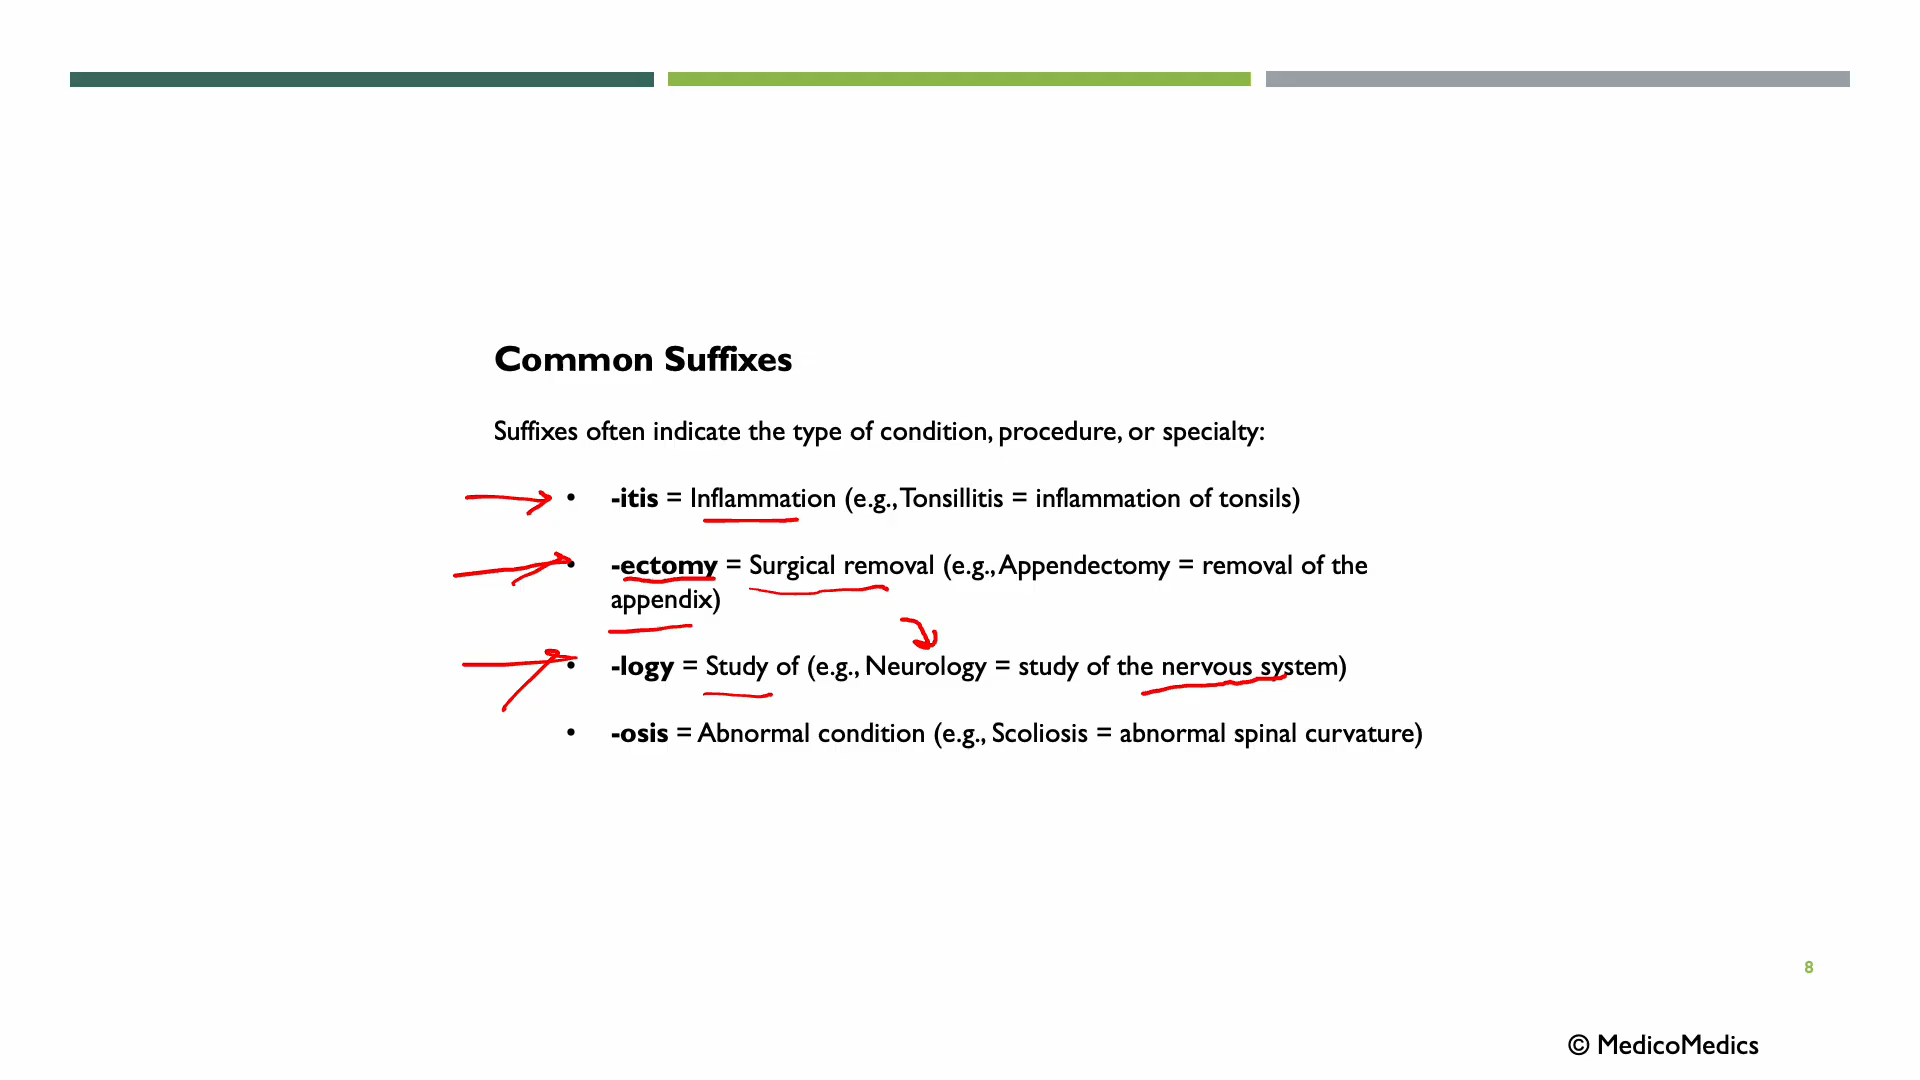 Common Suffixes
Suffixes often indicate the type of condition, procedure, or specialty:
• -itis = Inflammation (e.g., Tonsillitis = inflammation of tonsils)
• -ectomy = Surgical removal (e.g., Appendectomy = removal of the
appendix)
• -logy = Study of (e.g., Neurology = study of the nervous system)
• -osis = Abnormal condition (e.g., Scoliosis = abnormal spinal curvature)
8
© MedicoMedics